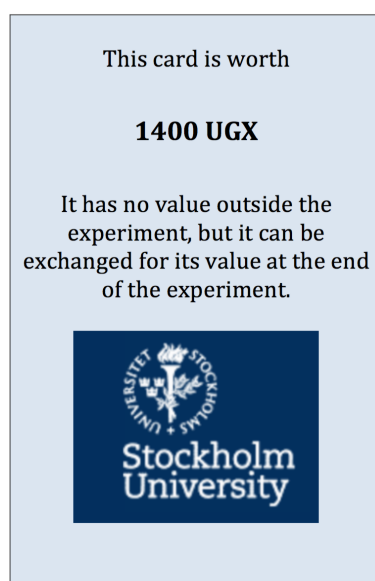 This card is worth
1400 UGX
It has no value outside the
experiment, but it can be
exchanged for its value at the end
of the experiment.
STOCKHOLMS
UNIVERSITET
Stockholm
University